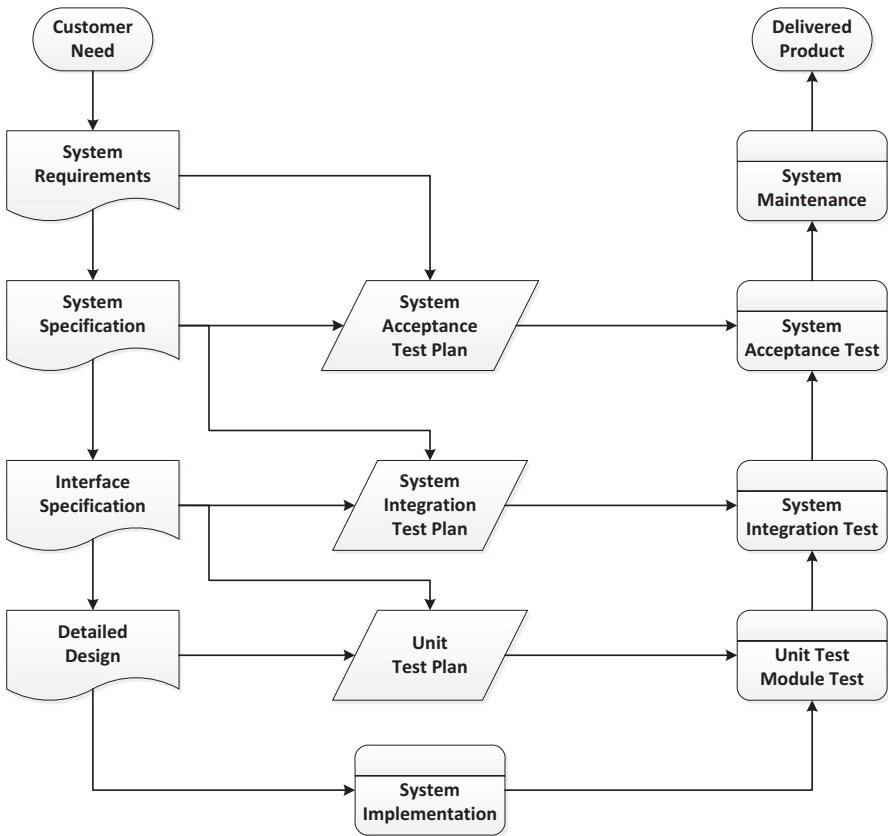 Customer
Need
Delivered
Product
System
Requirements
System
Maintenance
System
Specification
System
Acceptance
Test Plan
System
Acceptance Test
Interface
Specification
System
Integration
Test Plan
System
Integration Test
Detailed
Design
Unit
Test Plan
Unit Test
Module Test
System
Implementation